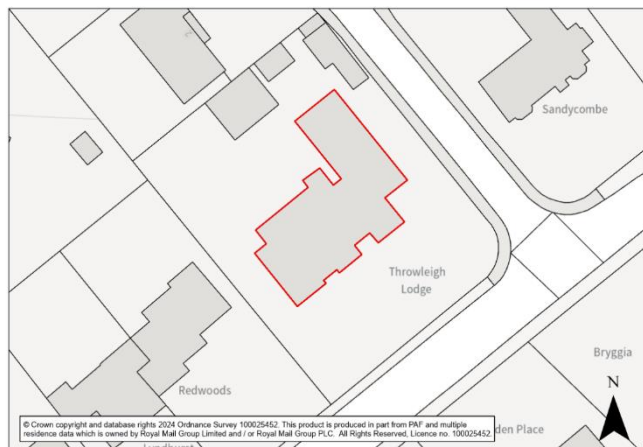 Sandycombe
Throwleigh
Lodge
Bryggia
N
Redwoods
Lyndhurst
den Place
© Crown copyright and database rights 2024 Ordnance Survey 100025452. This product is produced in part from PAF and multiple
residence data which is owned by Royal Mail Group Limited and / or Royal Mail Group PLC. All Rights Reserved, Licence no. 100025452